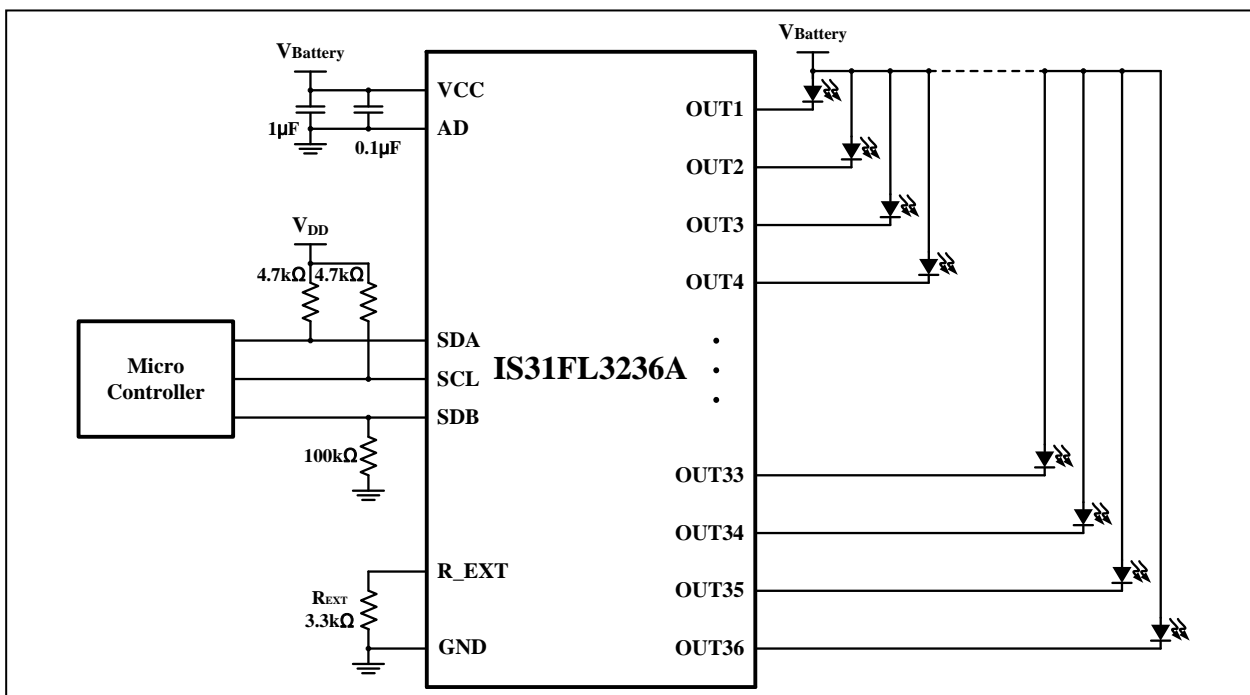 VBattery
VCC
1μF
0.1μF
AD
VDD
4.7kΩ 4.7kΩ
Micro
Controller
SDA
SCL
SDB
100kΩ
R_EXT
REXT
3.3kΩ
GND
IS31FL3236A
VBattery
OUT1
OUT2
OUT3
OUT4
OUT33
OUT34
OUT35
OUT36